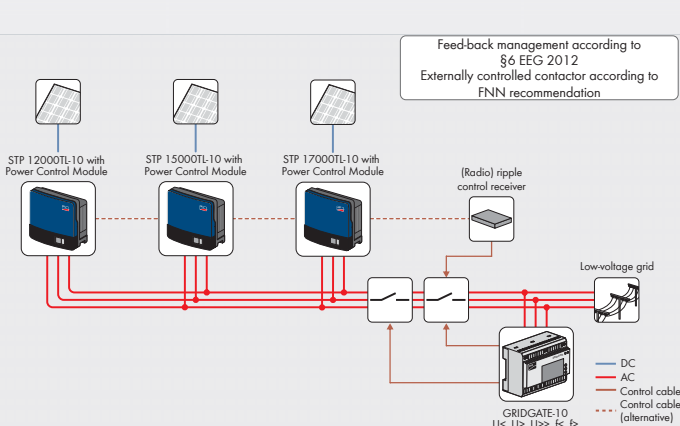 Feed-back management according to
§6 EEG 2012
Externally controlled contactor according to
FNN recommendation
STP 12000TL-10 with
Power Control Module
STP 15000TL-10 with
Power Control Module
STP 17000TL-10 with
Power Control Module
(Radio) ripple
control receiver
Low-voltage grid
GRIDGATE-10
U<, U>, U>>, f<, f>
DC
AC
Control cable
Control cable
(alternative)